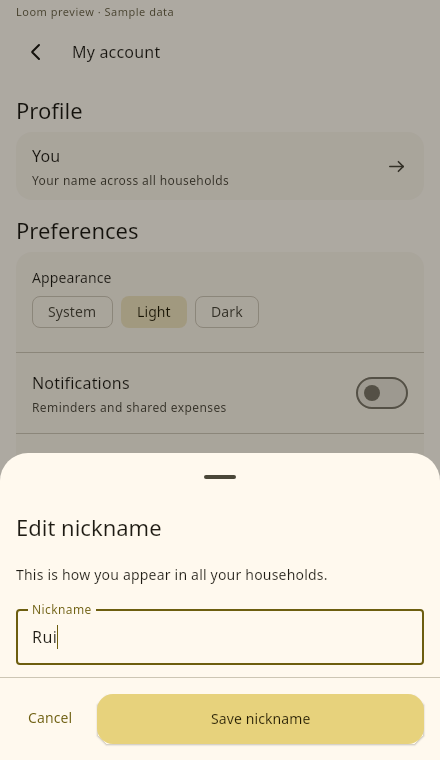 Loom preview · Sample data
My account
Profile
You
Your name across all households
Preferences
Appearance
System Light Dark
Notifications
Reminders and shared expenses
Edit nickname
This is how you appear in all your households.
Nickname
Rui
Cancel Save nickname